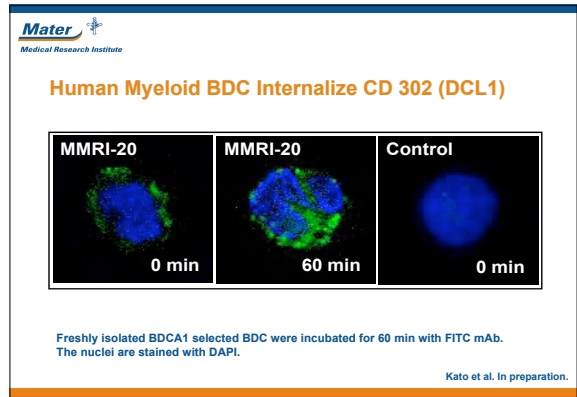 Mater
Medical Research Institute
Human Myeloid BDC Internalize CD 302 (DCL1)
MMRI-20
0 min
MMRI-20
60 min
Control
0 min
Freshly isolated BDCA1 selected BDC were incubated for 60 min with FITC mAb.
The nuclei are stained with DAPI.
Kato et al. In preparation.